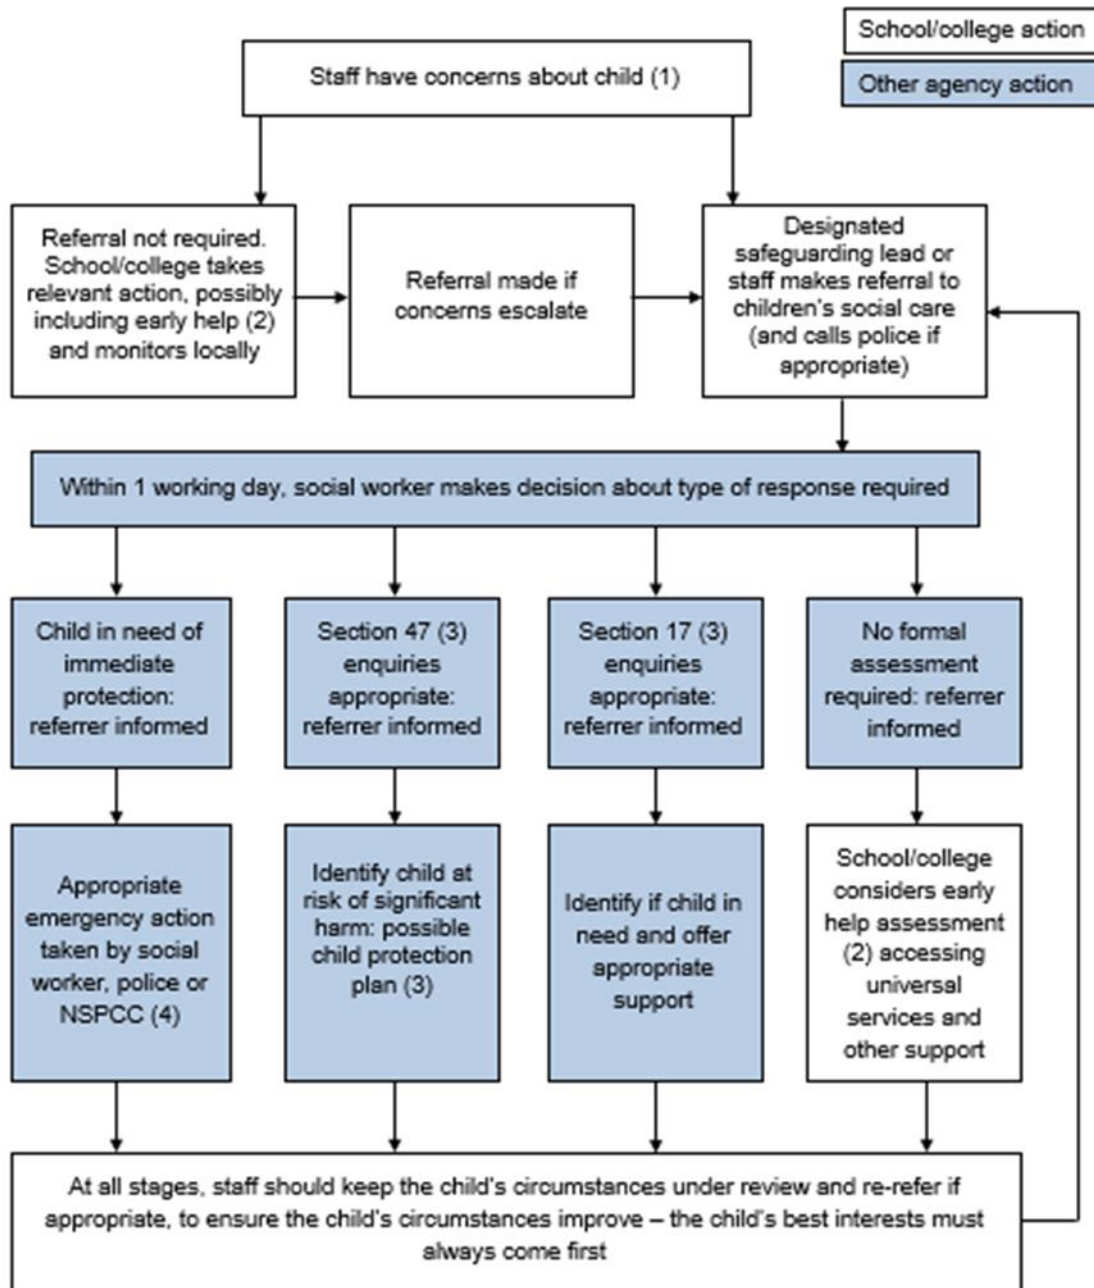 School/college action
Other agency action
Staff have concerns about child (1)
Referral not required.
School/college takes
relevant action, possibly
including early help (2)
and monitors locally
Referral made if
concerns escalate
Designated
safeguarding lead or
staff makes referral to
children's social care
(and calls police if
appropriate)
Within 1 working day, social worker makes decision about type of response required
Child in need of
immediate
protection:
referrer informed
Section 47 (3)
enquiries
appropriate:
referrer informed
Section 17 (3)
enquiries
appropriate:
referrer informed
No formal
assessment
required: referrer
informed
Appropriate
emergency action
taken by social
worker, police or
NSPCC (4)
Identify child at
risk of significant
harm: possible
child protection
plan (3)
Identify if child in
need and offer
appropriate
support
School/college
considers early
help assessment
(2) accessing
universal
services and
other support
At all stages, staff should keep the child's circumstances under review and re-refer if
appropriate, to ensure the child's circumstances improve – the child's best interests must
always come first